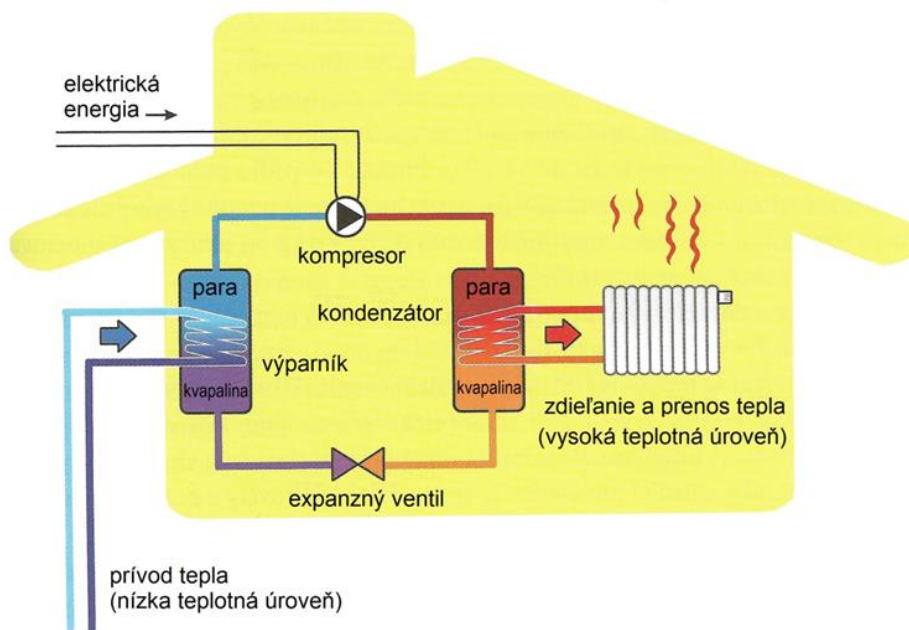 elektrická
energia →
kompresor
para
para
kondenzátor
výparník
kvapalina
kvapalina
zdieľanie a prenos tepla
(vysoká teplotná úroveň)
expanzný ventil
prívod tepla
(nízka teplotná úroveň)